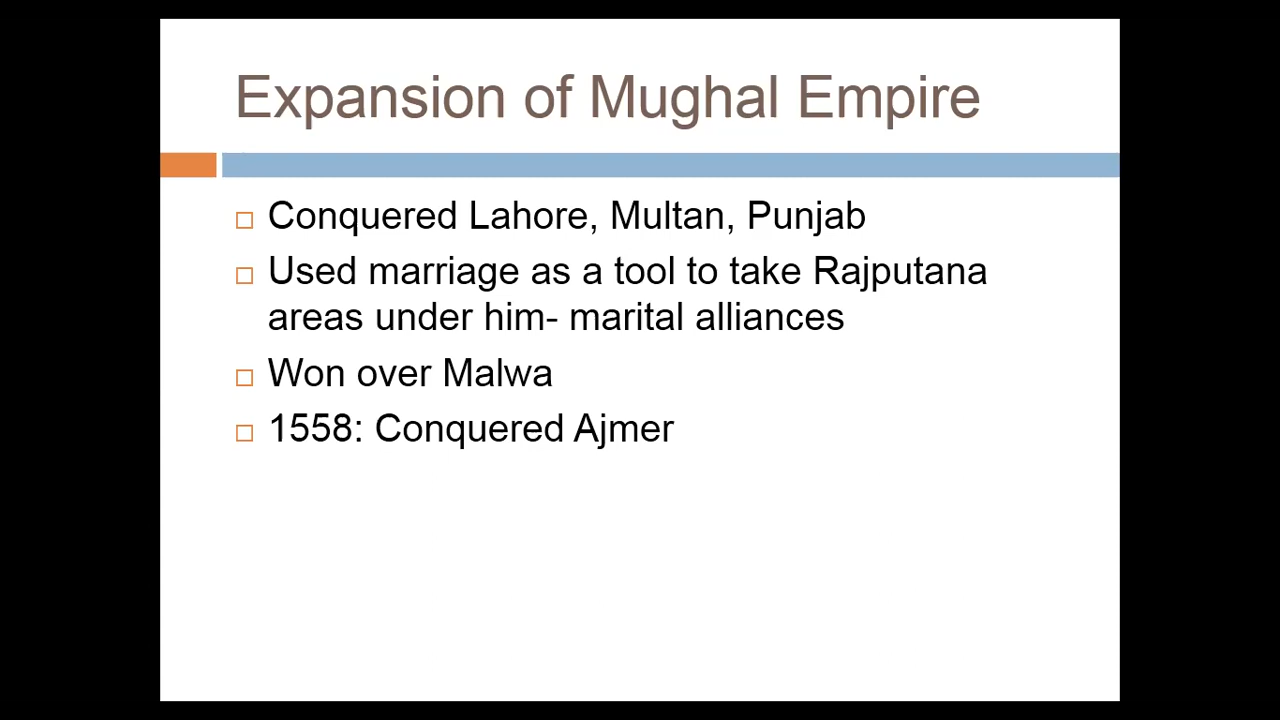 Expansion of Mughal Empire
Conquered Lahore, Multan, Punjab
Used marriage as a tool to take Rajputana
areas under him- marital alliances
Won over Malwa
1558: Conquered Ajmer